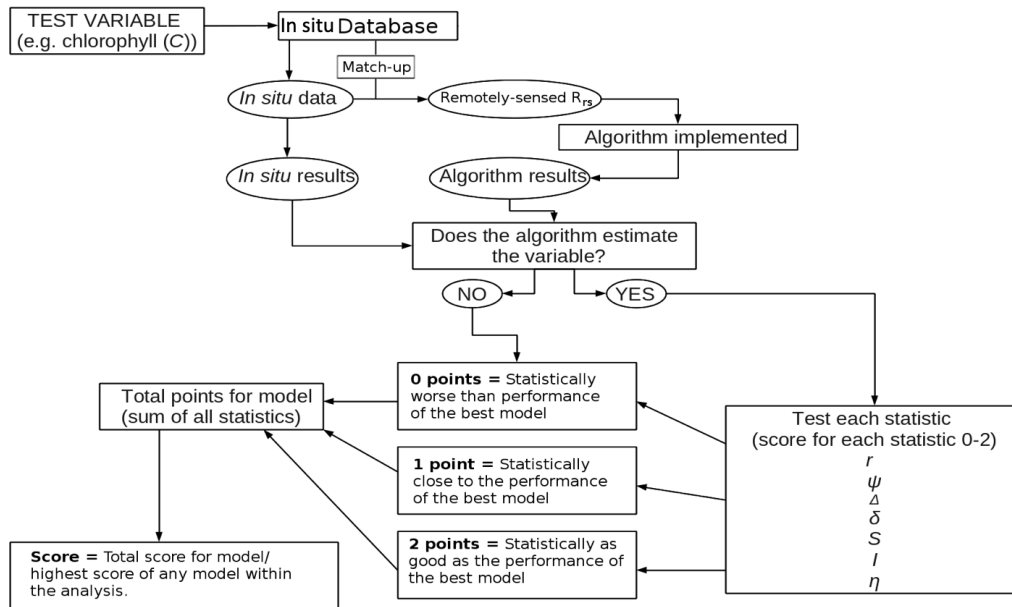 TEST VARIABLE
(e.g. chlorophyll (C))
In situ Database
Match-up
In situ data
Remotely-sensed Rrs
Algorithm implemented
In situ results
Algorithm results
Does the algorithm estimate
the variable?
NO
YES
0 points = Statistically
worse than performance
of the best model
Total points for model
(sum of all statistics)
Test each statistic
(score for each statistic 0-2)
r
ψ
Δ
δ
S
I
η
1 point = Statistically
close to the performance
of the best model
2 points = Statistically as
good as the performance of
the best model
Score = Total score for model/
highest score of any model within
the analysis.